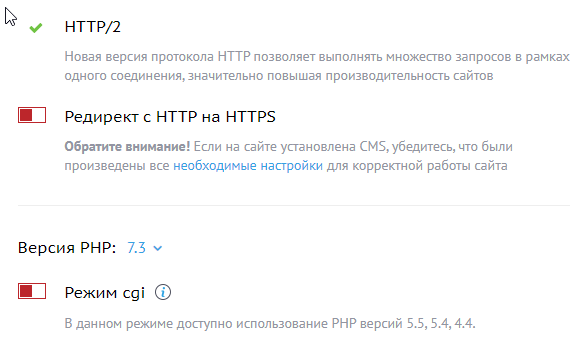 HTTP/2
Новая версия протокола HTTP позволяет выполнять множество запросов в рамках
одного соединения, значительно повышая производительность сайтов
Редирект с HTTP на HTTPS
Обратите внимание! Если на сайте установлена CMS, убедитесь, что были
произведены все необходимые настройки для корректной работы сайта
Версия PHP: 7.3
Режим cgi i
В данном режиме доступно использование PHP версий 5.5, 5.4, 4.4.